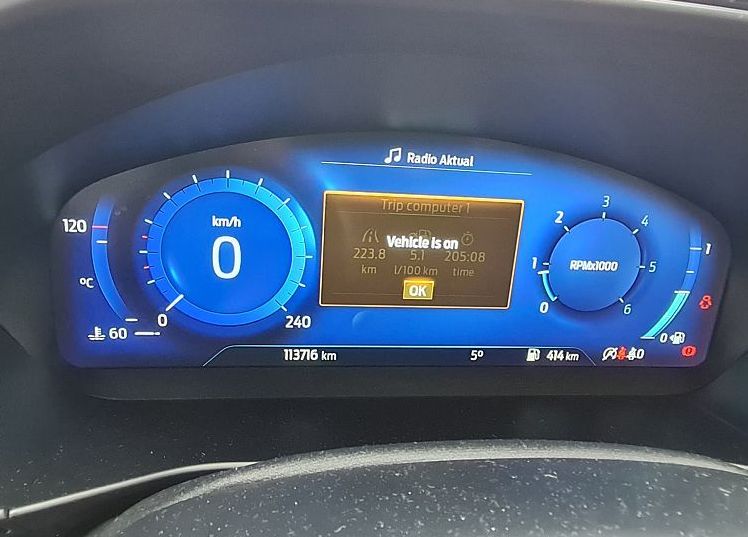 Radio Aktual
120
°C
60
km/h
0
0
240
Trip computer 1
Vehicle is on
223.8
5.1
205:08
km
l/100 km
time
OK
3
2
4
1
RPMx1000
5
0
6
1
0
113716 km
5°
414 km
0